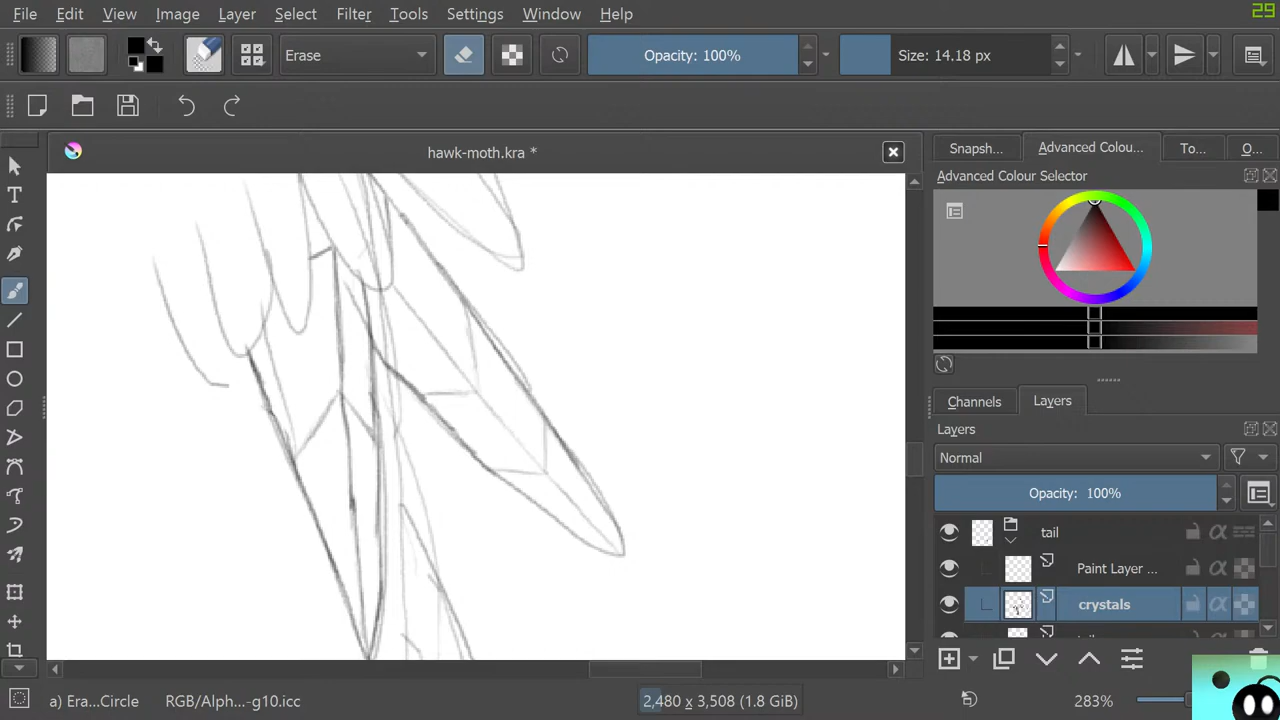 File Edit View Image Layer Select Filter Tools Settings Window Help
29
Erase
Opacity: 100%
Size: 14.18 px
hawk-moth.kra *
Snapsh...
Advanced Colou...
To...
O...
Advanced Colour Selector
Channels
Layers
Layers
Normal
Opacity: 100%
tail
Paint Layer ...
crystals
a) Era...Circle
RGB/Alph...-g10.icc
2,480 x 3,508 (1.8 GiB)
283%